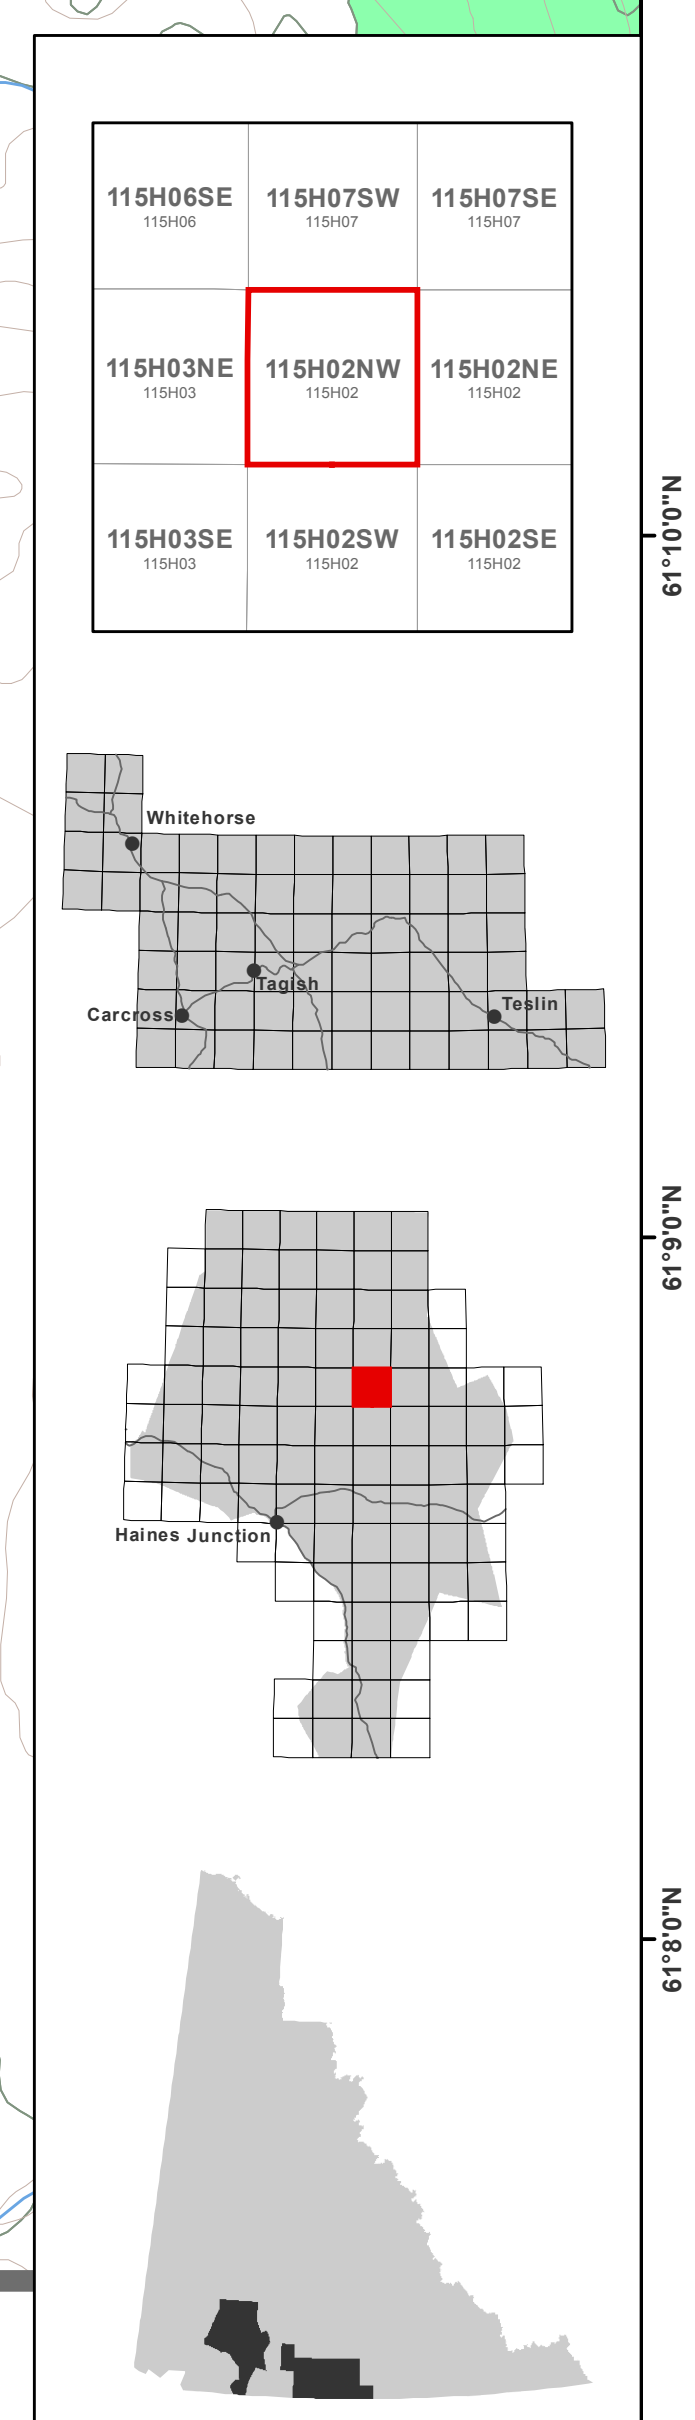 115H06SE 115H07SW 115H07SE
115H06 115H07 115H07
115H03NE 115H02NW 115H02NE
115H03 115H02 115H02
61°10'0"N
115H03SE 115H02SW 115H02SE
115H03 115H02 115H02
Whitehorse
Tagish
Teslin
Carcross
61°9'0"N
Haines Junction
61°8'0"N